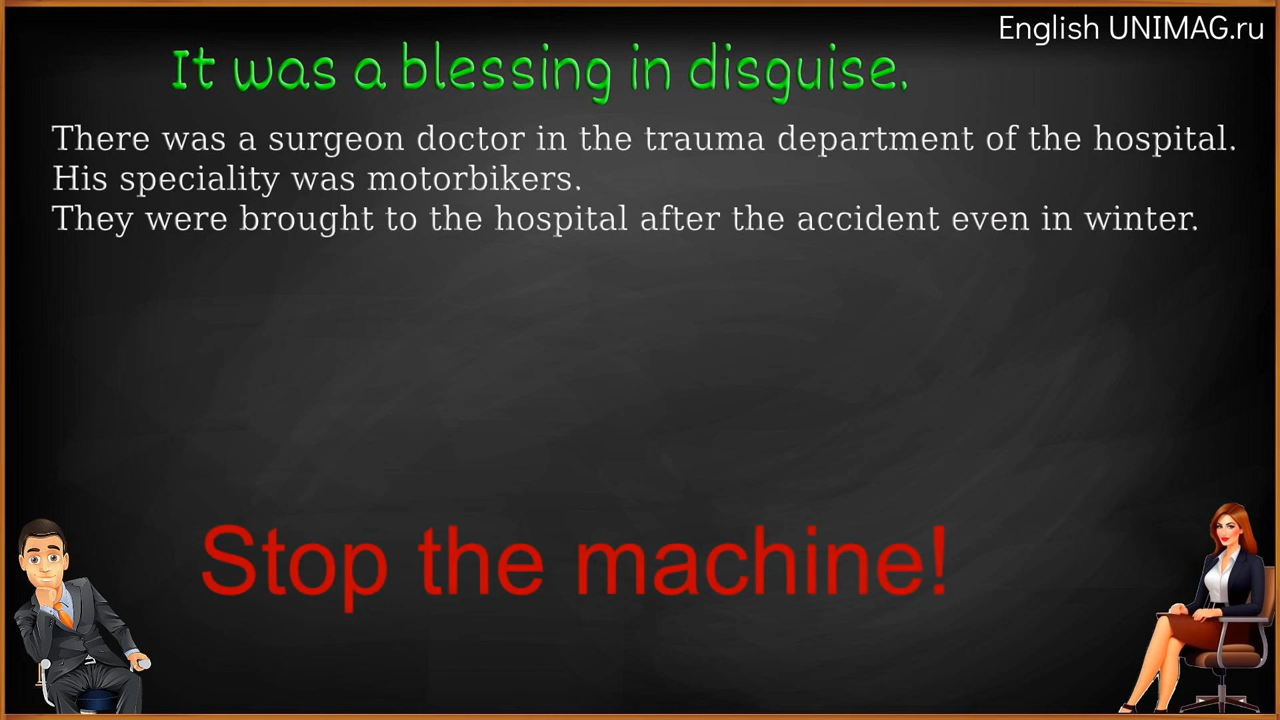 English UNIMAG.ru
It was a blessing in disguise.
There was a surgeon doctor in the trauma department of the hospital.
His speciality was motorbikers.
They were brought to the hospital after the accident even in winter.
Stop the machine!